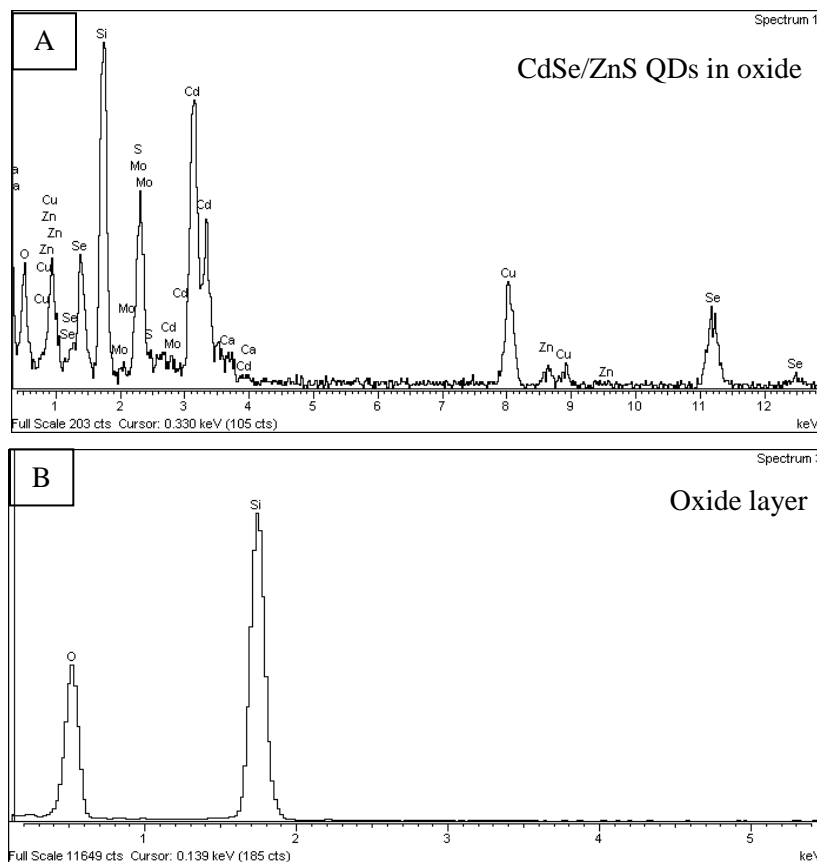 A
Spectrum 1
CdSe/ZnS QDs in oxide
Si
Cd
S
Mo
Mo
Cd
a
a
Cu
Zn
Zn
Zn
Cu
Cu
O
Se
Se
Se
Mo
Mo
S
Cd
Cd
Mo
Ca
Ca
Cd
Cu
Zn
Cu
Zn
Se
Se
1 2 3 4 5 6 7 8 9 10 11 12
Full Scale 203 cts Cursor: 0.330 keV (105 cts) keV
B
Spectrum 3
Oxide layer
Si
O
1 2 3 4 5
Full Scale 11649 cts Cursor: 0.139 keV (185 cts) keV